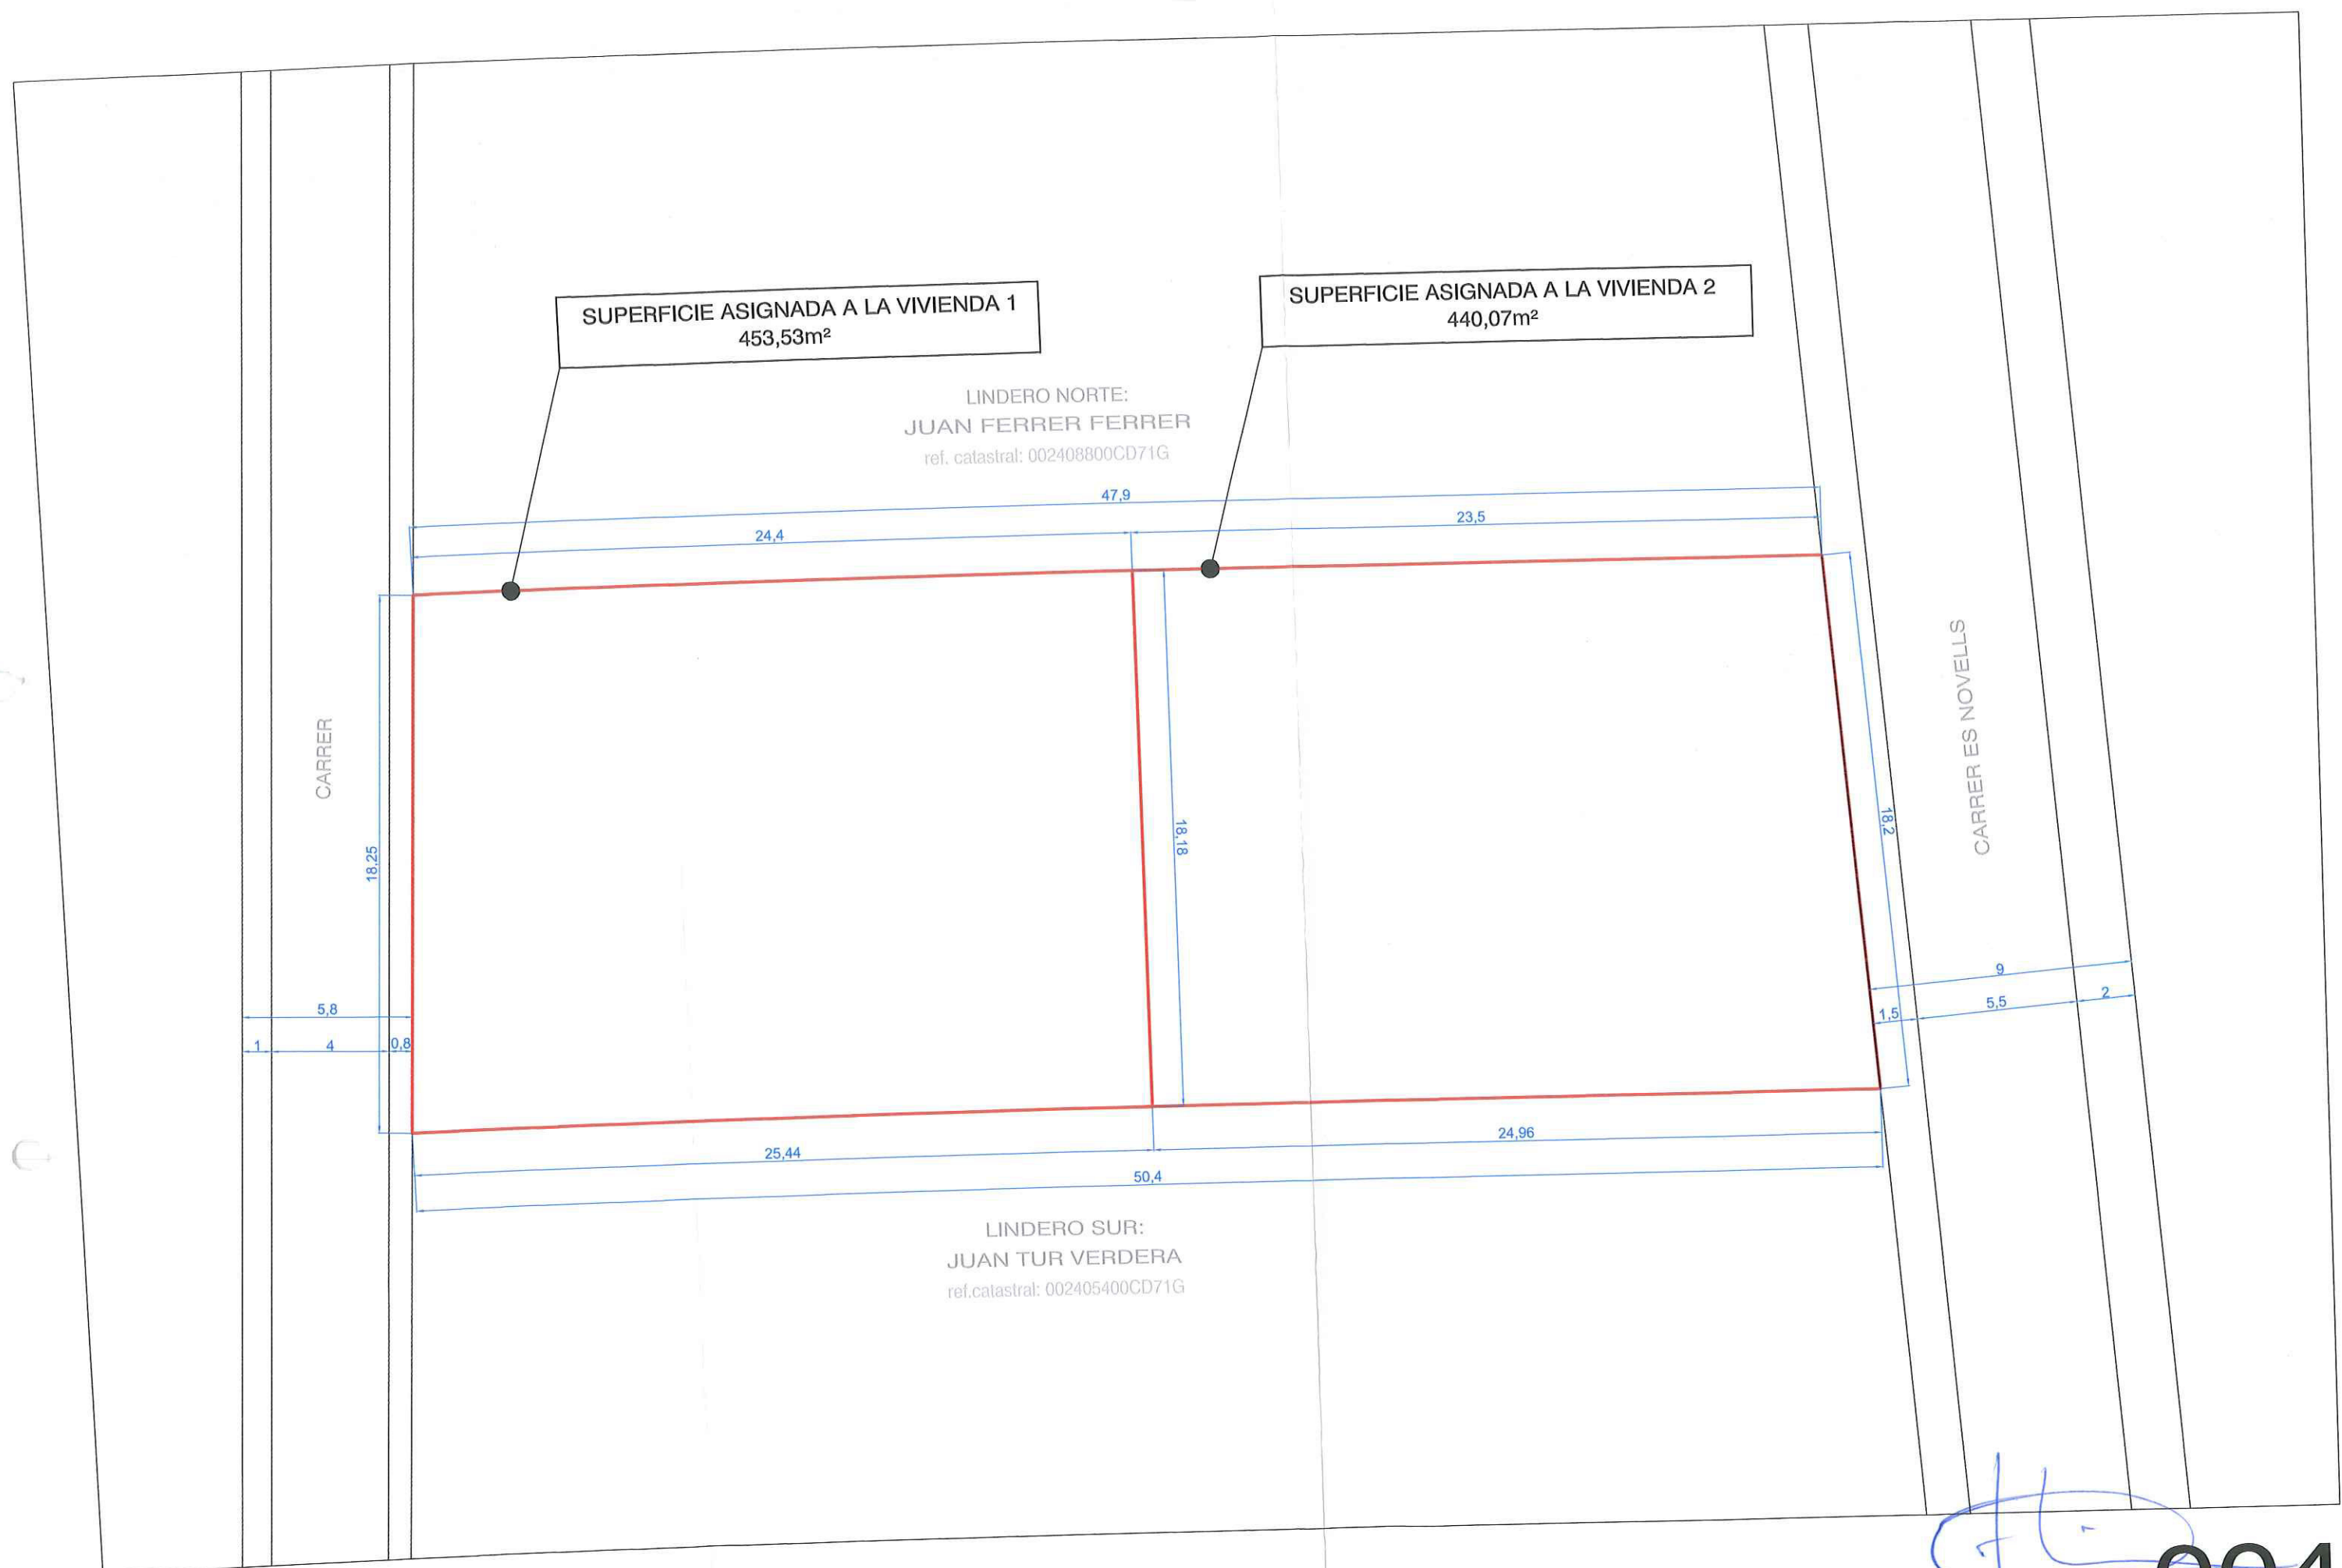 SUPERFICIE ASIGNADA A LA VIVIENDA 1
453,53m²
SUPERFICIE ASIGNADA A LA VIVIENDA 2
440,07m²
LINDERO NORTE:
JUAN FERRER FERRER
ref. catastral: 002408800CD71G
47,9
24,4
23,5
CARRER
18,25
18,18
18,2
CARRER ES NOVELLS
5,8
1
4
0,8
9
1,5
5,5
2
25,44
24,96
50,4
LINDERO SUR:
JUAN TUR VERDERA
ref.catastral: 002405400CD71G